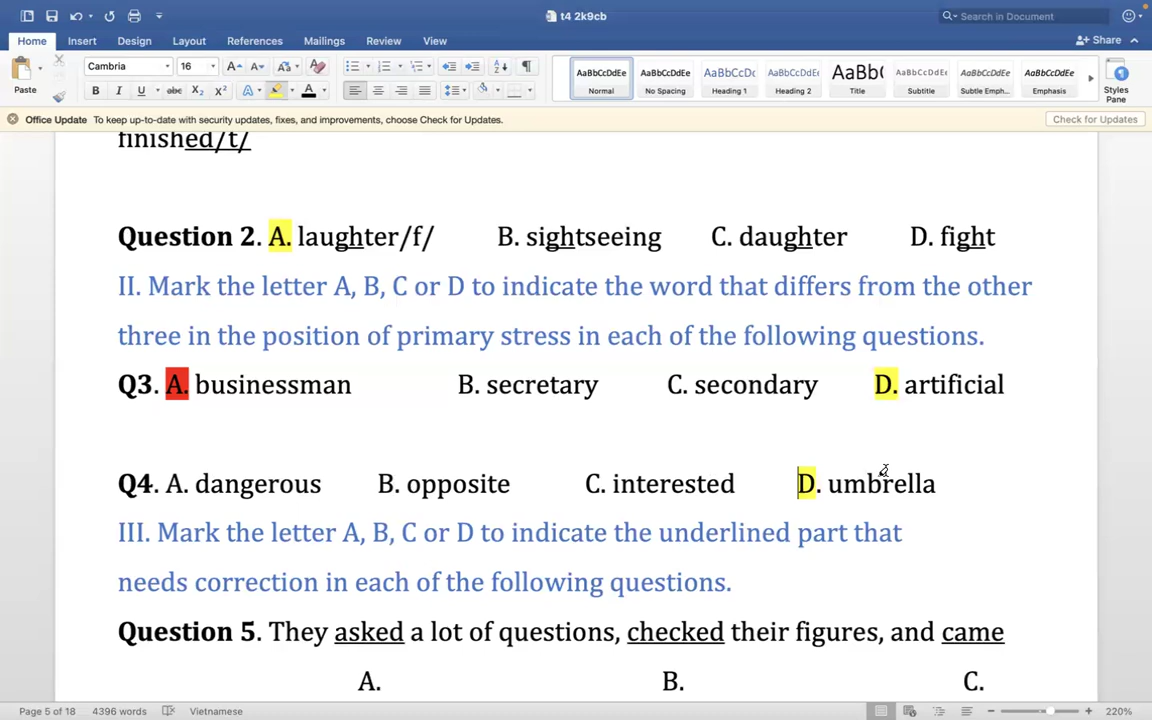 t4 2k9cb
Search in Document
Home Insert Design Layout References Mailings Review View
Share
Paste
Cambria 16
B I U abc X₂ X²
AaBbCcDdEe AaBbCcDdEe AaBbCcDc AaBbCcDdEe AaBb( AaBbCcDdEe AaBbCcDdEe AaBbCcDdEe
Normal No Spacing Heading 1 Heading 2 Title Subtitle Subtle Emph... Emphasis
Styles
Pane
Office Update To keep up-to-date with security updates, fixes, and improvements, choose Check for Updates. Check for Updates
finished/t/
Question 2. A. laughter/f/ B. sightseeing C. daughter D. fight
II. Mark the letter A, B, C or D to indicate the word that differs from the other
three in the position of primary stress in each of the following questions.
Q3. A. businessman B. secretary C. secondary D. artificial
Q4. A. dangerous B. opposite C. interested D. umbrella
III. Mark the letter A, B, C or D to indicate the underlined part that
needs correction in each of the following questions.
Question 5. They asked a lot of questions, checked their figures, and came
A. B. C.
Page 5 of 18 4396 words Vietnamese 220%